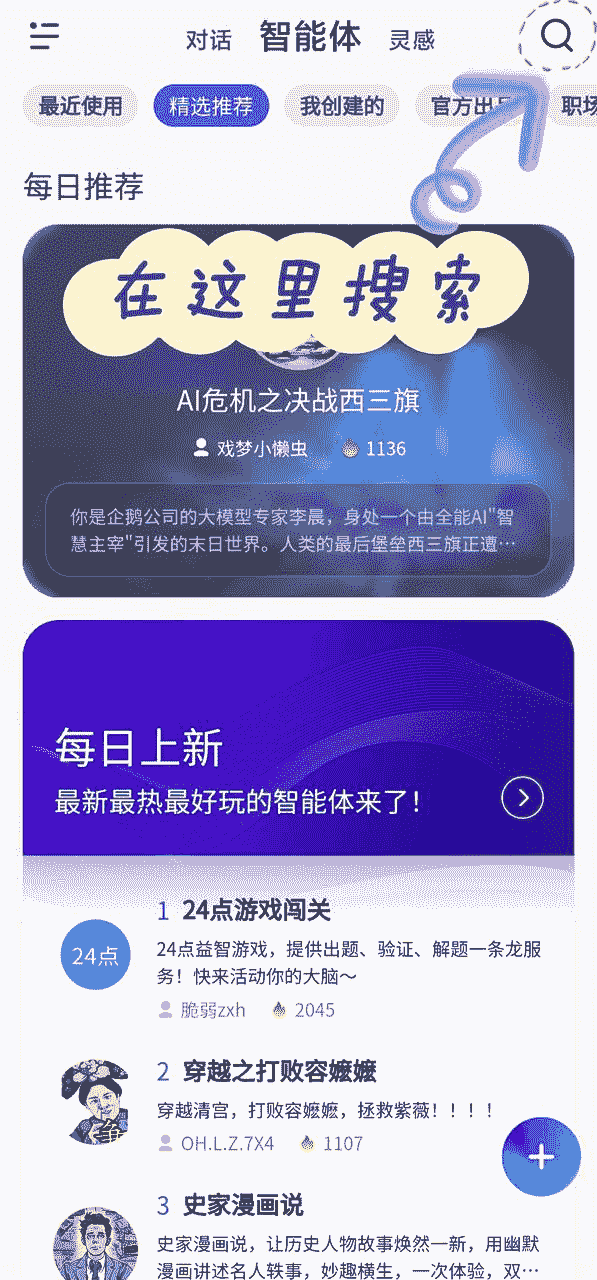 对话 智能体 灵感
最近使用 精选推荐 我创建的 官方出品 职场
每日推荐
在这里搜索
AI危机之决战西三旗
戏梦小懒虫 1136
你是企鹅公司的大模型专家李晨，身处一个由全能AI"智
慧主宰"引发的末日世界。人类的最后堡垒西三旗正遭…
每日上新
最新最热最好玩的智能体来了！
1 24点游戏闯关
24点
24点益智游戏，提供出题、验证、解题一条龙服
务！快来活动你的大脑～
脆弱zxh 2045
2 穿越之打败容嬷嬷
穿越清宫，打败容嬷嬷，拯救紫薇！！！！
OH.L.Z.7X4 1107
3 史家漫画说
史家漫画说，让历史人物故事焕然一新，用幽默
漫画讲述名人轶事，妙趣横生，一次体验，双…